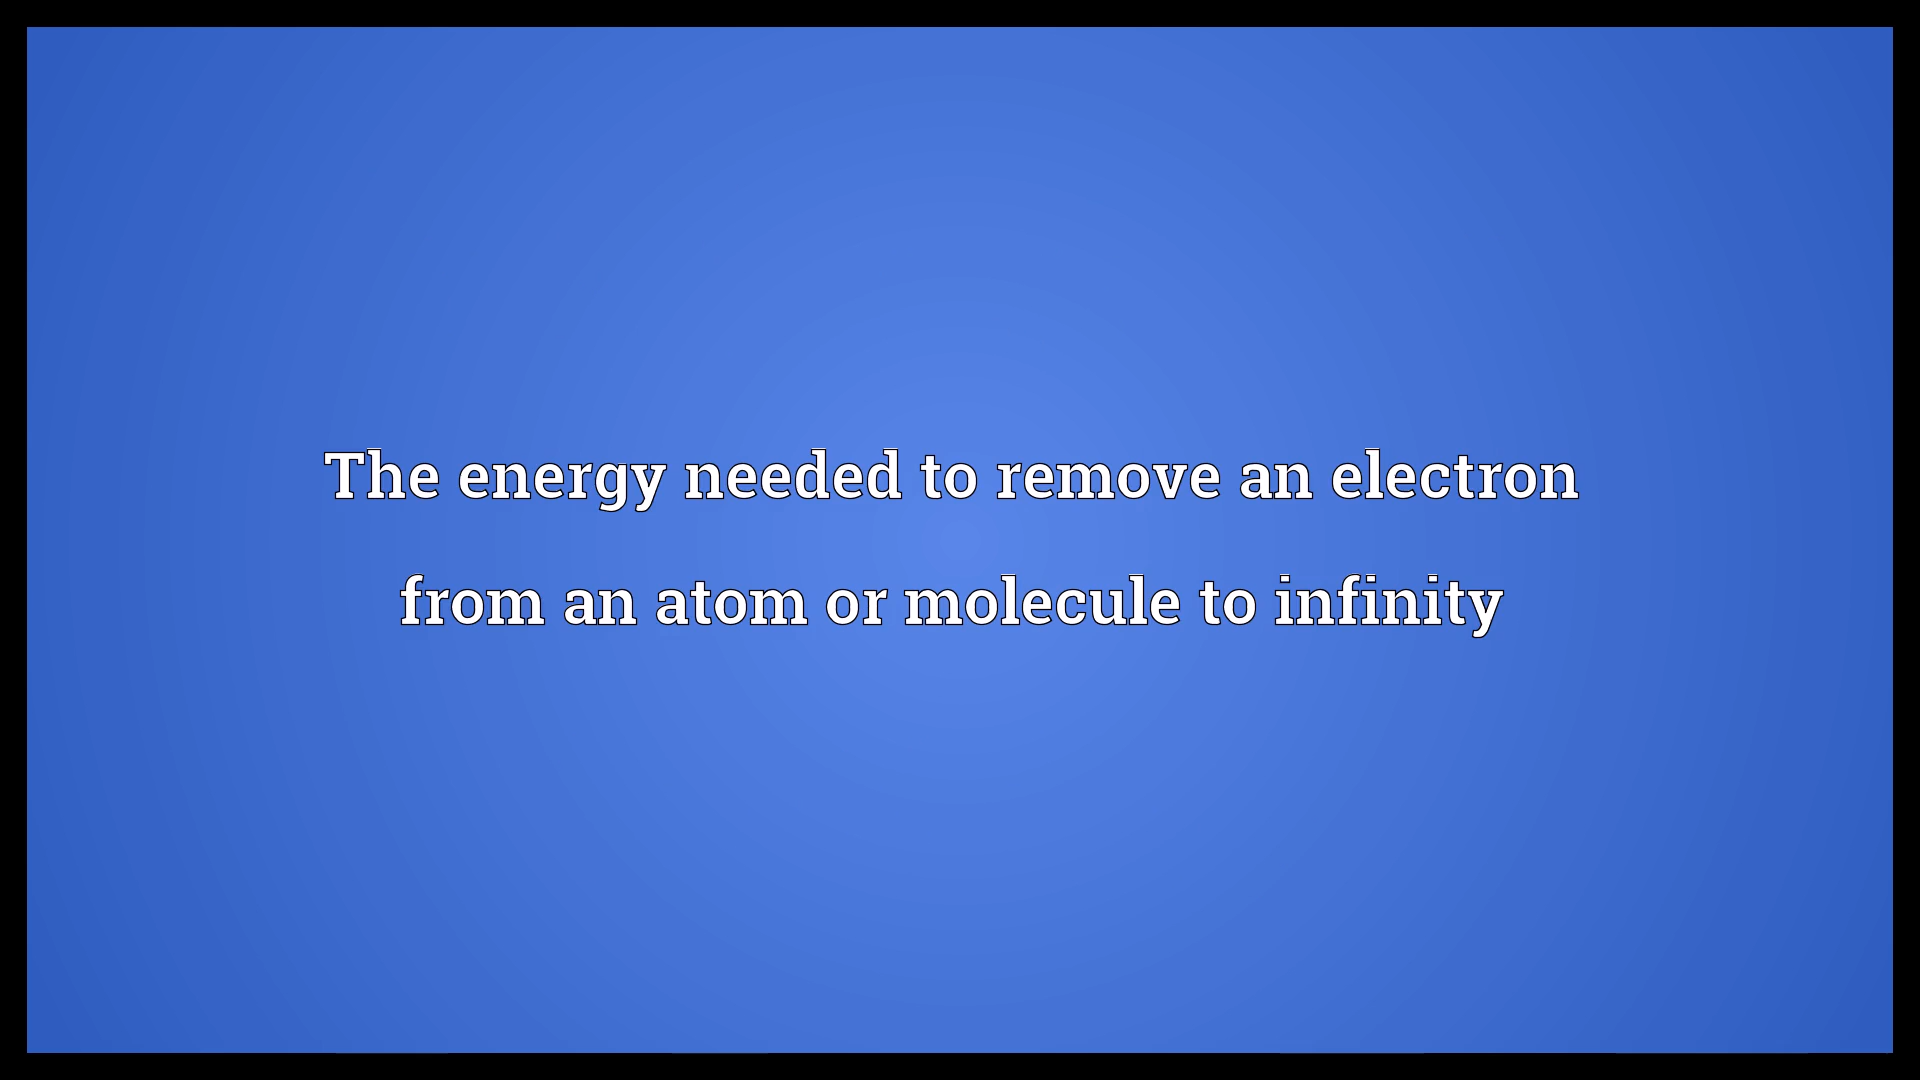 The energy needed to remove an electron
from an atom or molecule to infinity